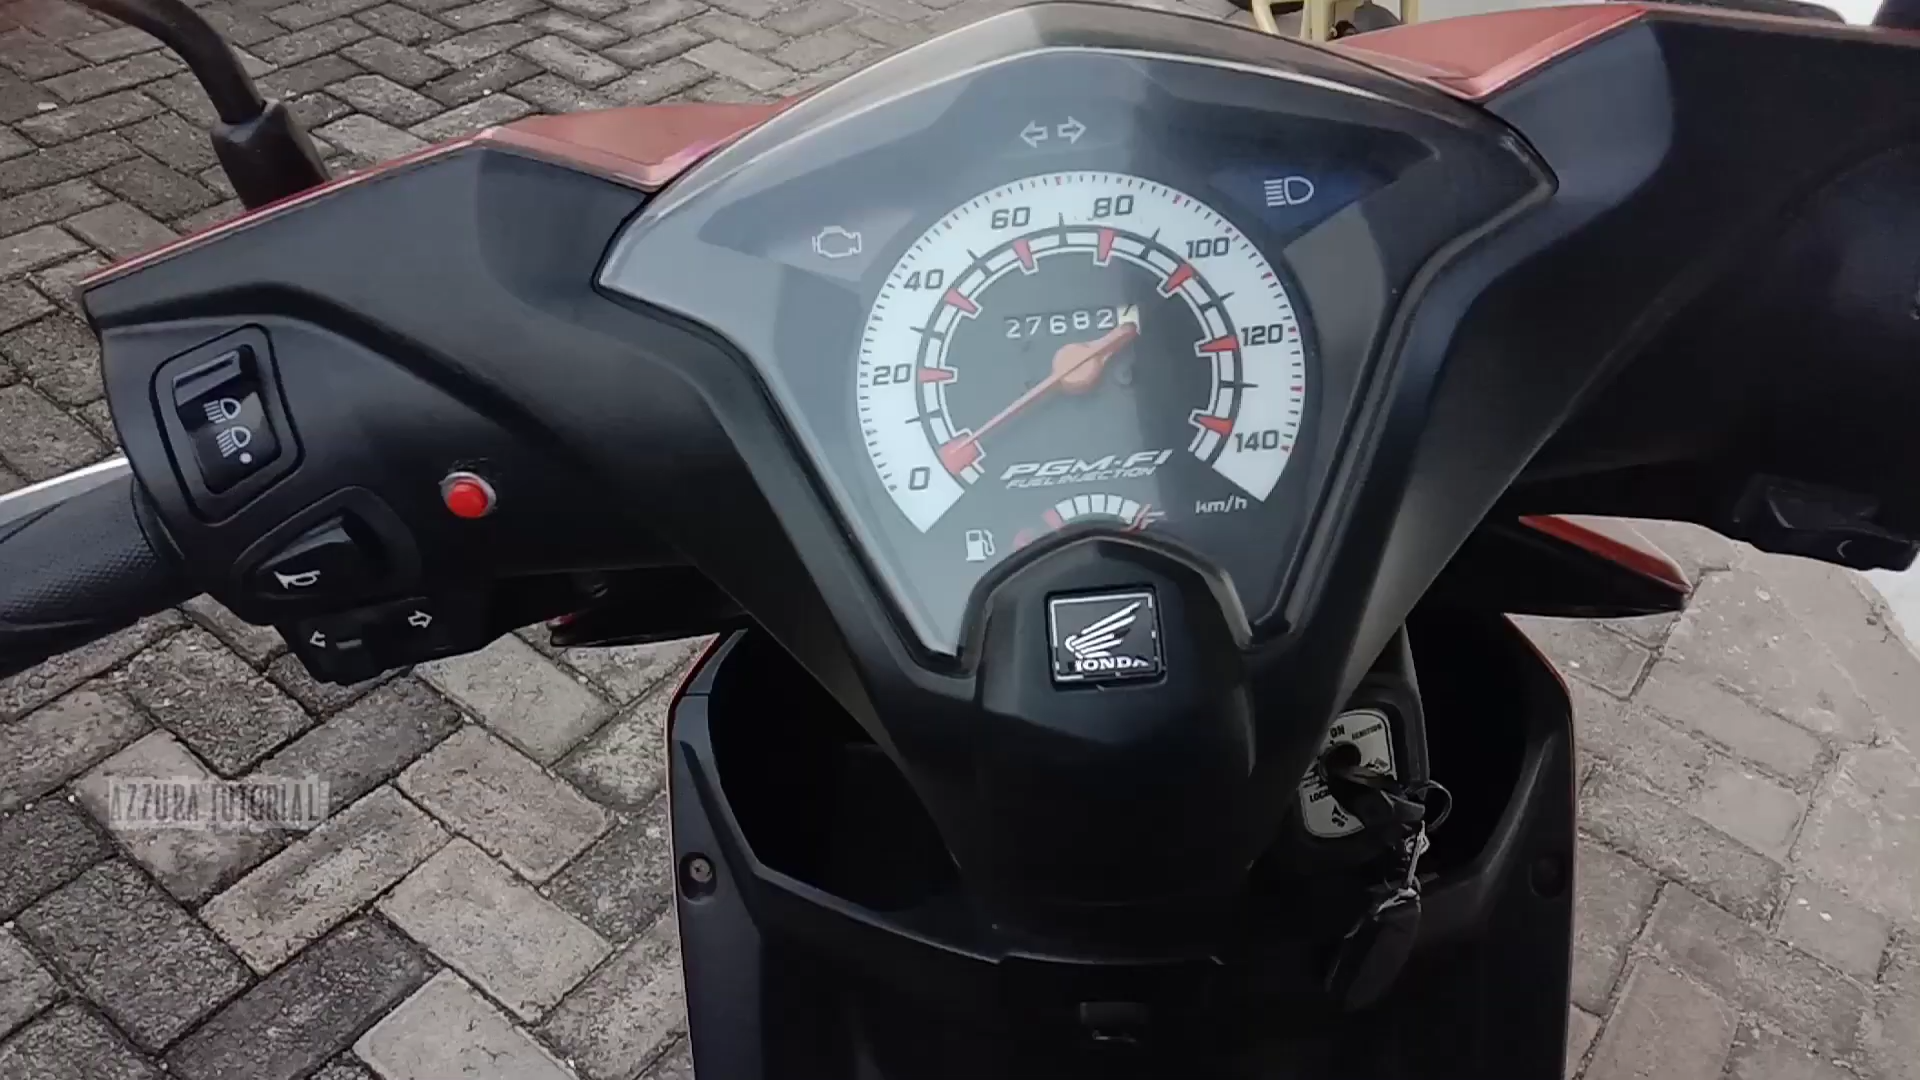 60 80
40 100
27682
120
20
140
0
PGM-FI
FUEL INJECTION
km/h
HONDA
ON
IGNITION
LOCK
AZZURA TUTORIAL